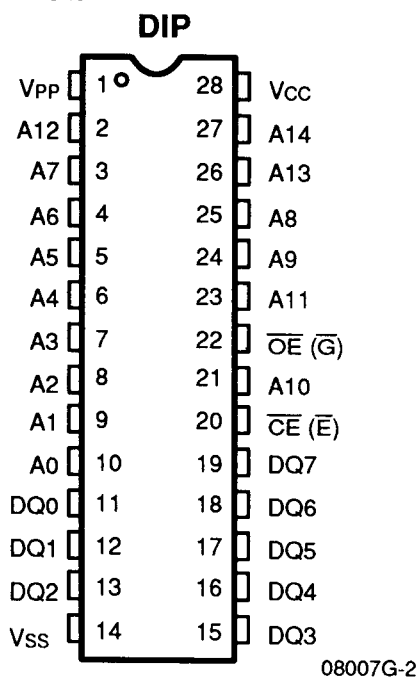 DIP
VPP 1 28 VCC
A12 2 27 A14
A7 3 26 A13
A6 4 25 A8
A5 5 24 A9
A4 6 23 A11
A3 7 22 O̅E̅ (G̅)
A2 8 21 A10
A1 9 20 C̅E̅ (E̅)
A0 10 19 DQ7
DQ0 11 18 DQ6
DQ1 12 17 DQ5
DQ2 13 16 DQ4
VSS 14 15 DQ3
08007G-2